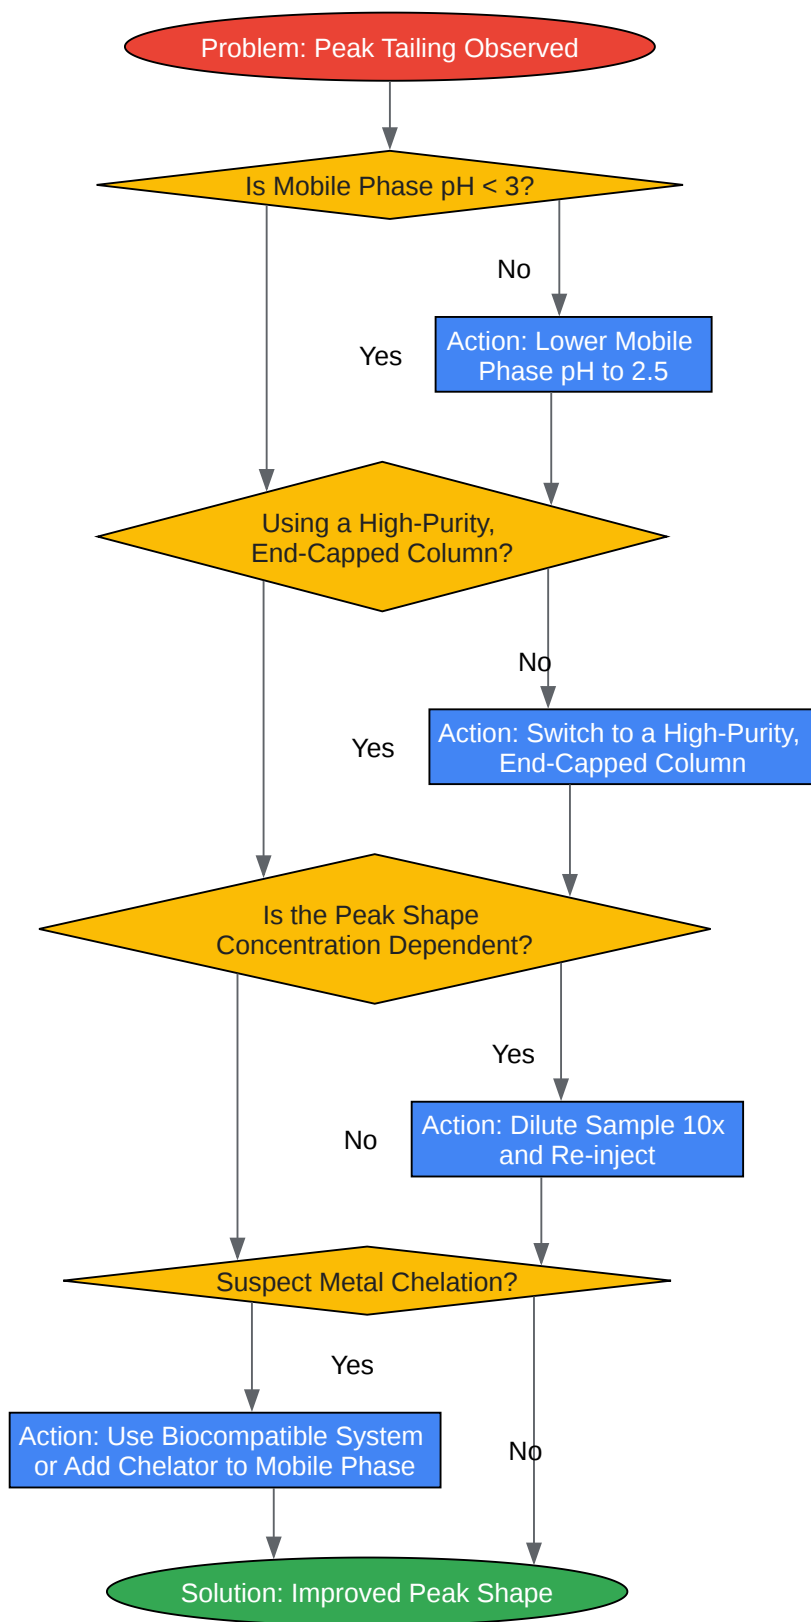 Problem: Peak Tailing Observed
Is Mobile Phase pH < 3?
No
Action: Lower Mobile
Phase pH to 2.5
Yes
Using a High-Purity,
End-Capped Column?
No
Action: Switch to a High-Purity,
End-Capped Column
Yes
Is the Peak Shape
Concentration Dependent?
Yes
Action: Dilute Sample 10x
and Re-inject
No
Suspect Metal Chelation?
Yes
Action: Use Biocompatible System
or Add Chelator to Mobile Phase
No
Solution: Improved Peak Shape